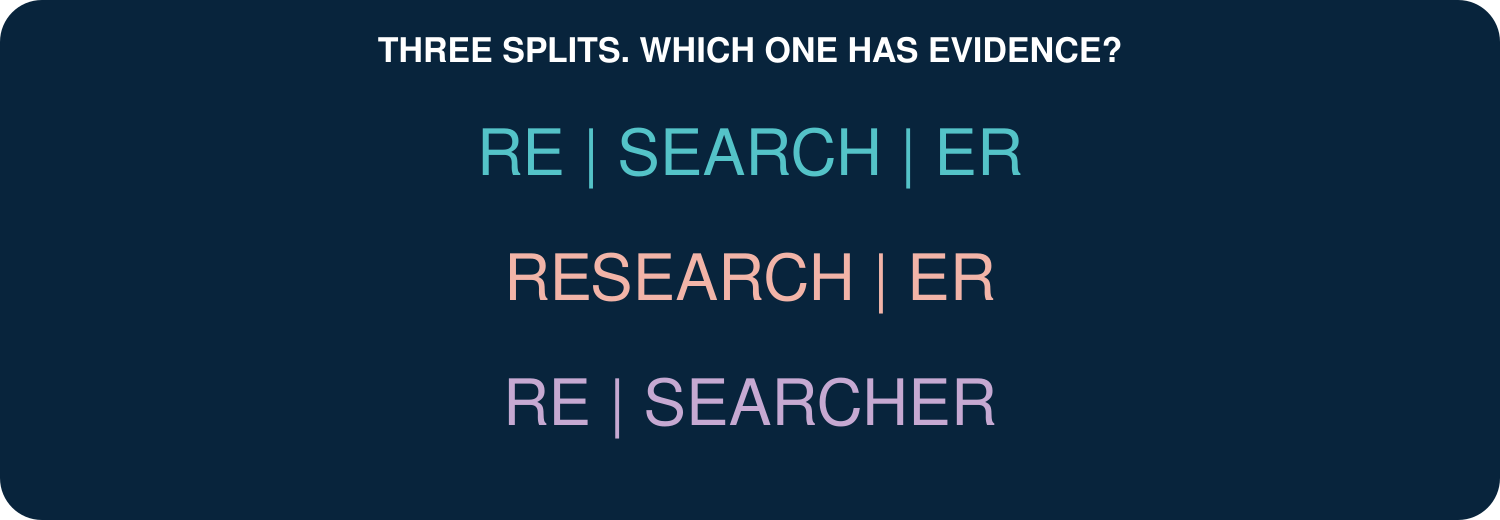 THREE SPLITS. WHICH ONE HAS EVIDENCE?
RE | SEARCH | ER
RESEARCH | ER
RE | SEARCHER